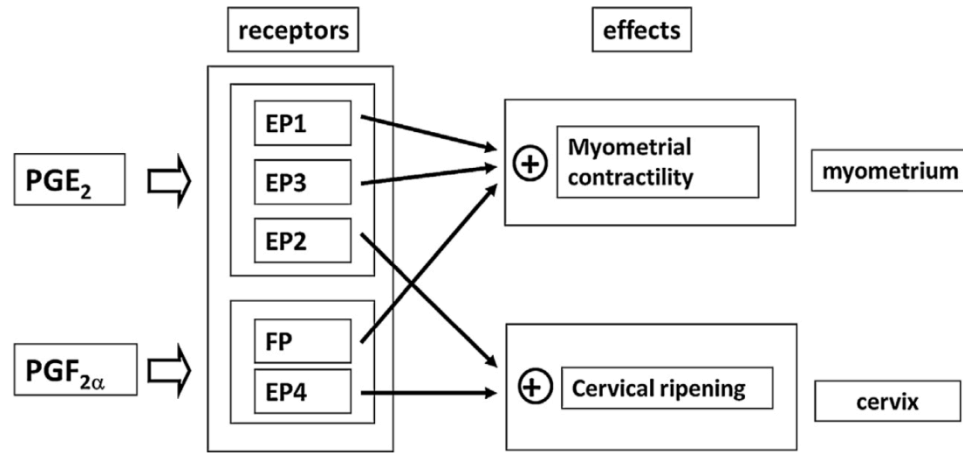 receptors
effects
PGE₂
EP1
EP3
EP2
Myometrial
contractility
myometrium
PGF₂α
FP
EP4
Cervical ripening
cervix